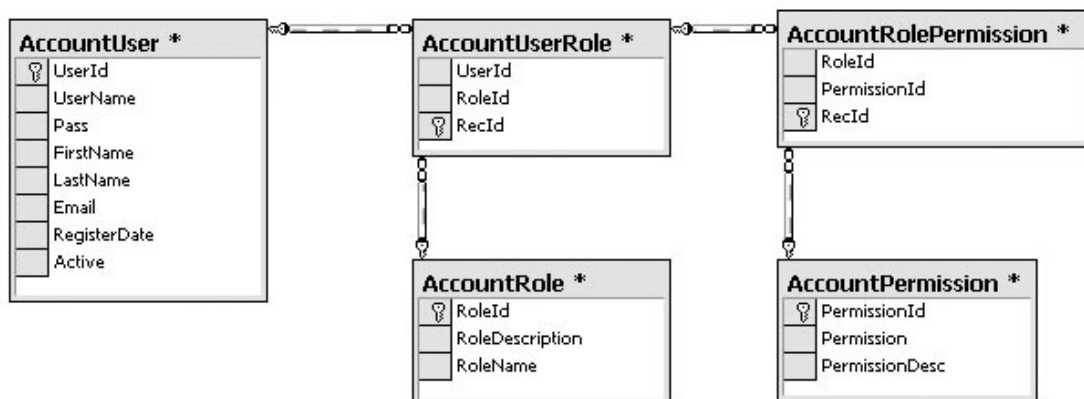 AccountUser *
UserId
UserName
Pass
FirstName
LastName
Email
RegisterDate
Active
AccountUserRole *
UserId
RoleId
RecId
AccountRolePermission *
RoleId
PermissionId
RecId
AccountRole *
RoleId
RoleDescription
RoleName
AccountPermission *
PermissionId
Permission
PermissionDesc